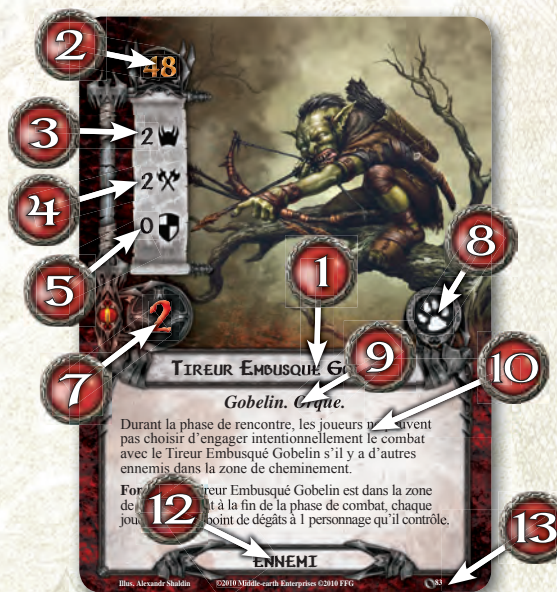 2
48
3
2
4
2
5
0
1
8
7
2
9
10
TIREUR EMBUSQUÉ
Gobelin. Orque.
Durant la phase de rencontre, les joueurs ne peuvent
pas choisir d'engager intentionnellement le combat
avec le Tireur Embusqué Gobelin s'il y a d'autres
ennemis dans la zone de cheminement.
Tireur Embusqué Gobelin est dans la zone
de à la fin de la phase de combat, chaque
point de dégâts à 1 personnage qu'il contrôle.
12
13
ENNEMI
Illus. Alexandr Shaldin ©2010 Middle-earth Enterprises ©2010 FFG 83